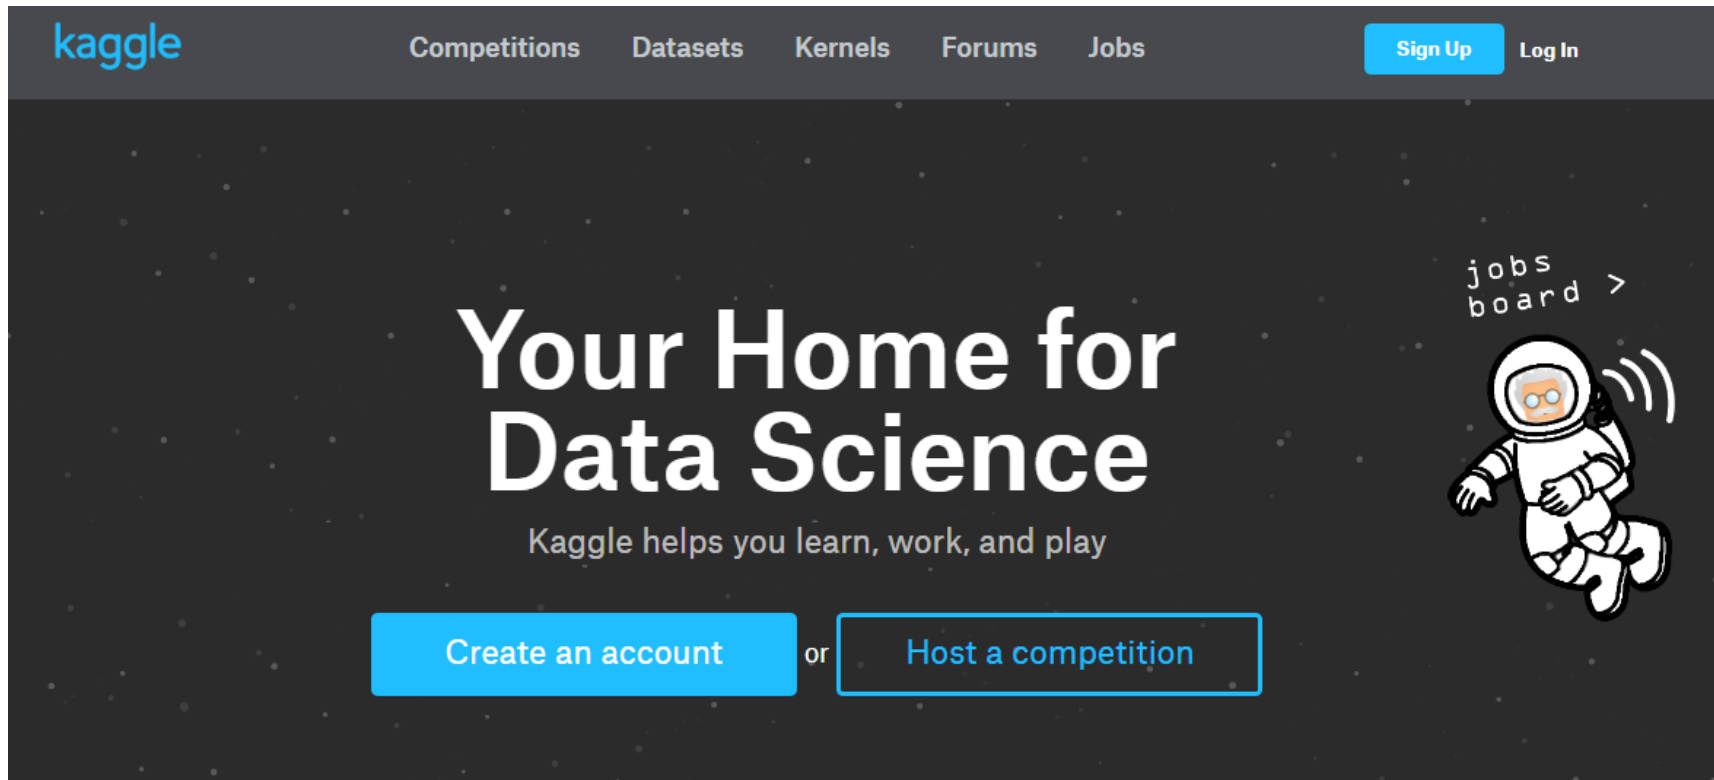 kaggle
Competitions Datasets Kernels Forums Jobs
Sign Up Log In
jobs
board >
Your Home for
Data Science
Kaggle helps you learn, work, and play
Create an account or Host a competition